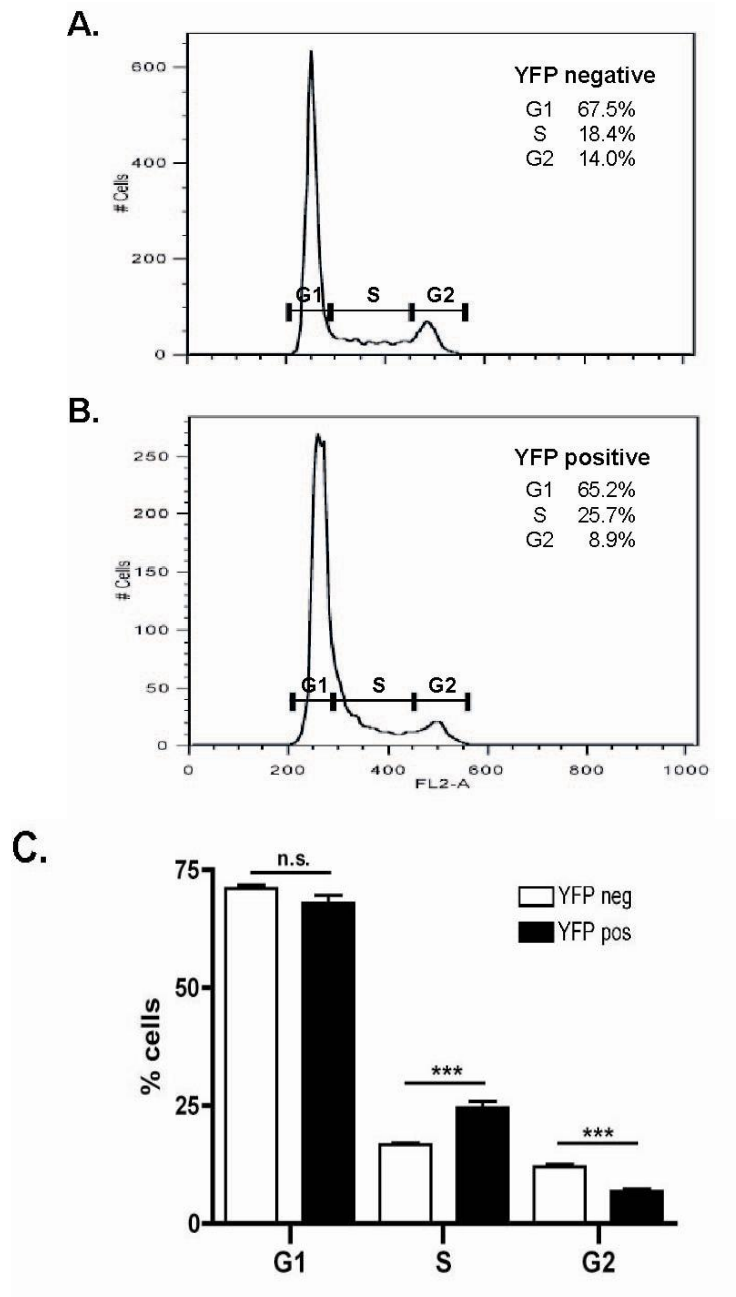 A.
YFP negative
G1 67.5%
S 18.4%
G2 14.0%
# Cells
600
400
200
0
G1 S G2
B.
YFP positive
G1 65.2%
S 25.7%
G2 8.9%
# Cells
250
200
150
100
50
0
G1 S G2
0 200 400 600 800 1000
FL2-A
C.
% cells
75
50
25
0
n.s.
***
***
YFP neg
YFP pos
G1 S G2